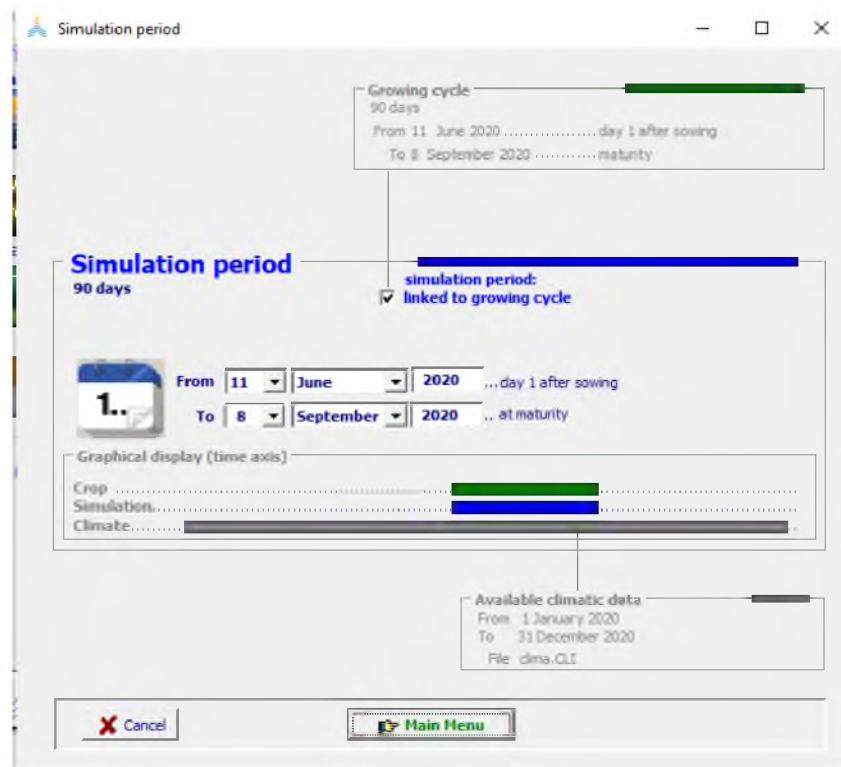 Simulation period
Growing cycle
90 days
From 11 June 2020 .................. day 1 after sowing
To 8 September 2020 ............ maturity
Simulation period
90 days
simulation period:
linked to growing cycle
1..
From 11 June 2020 ...day 1 after sowing
To 8 September 2020 .. at maturity
Graphical display (time axis)
Crop
Simulation
Climate
Available climatic data
From 1 January 2020
To 31 December 2020
File clima.CLI
Cancel
Main Menu